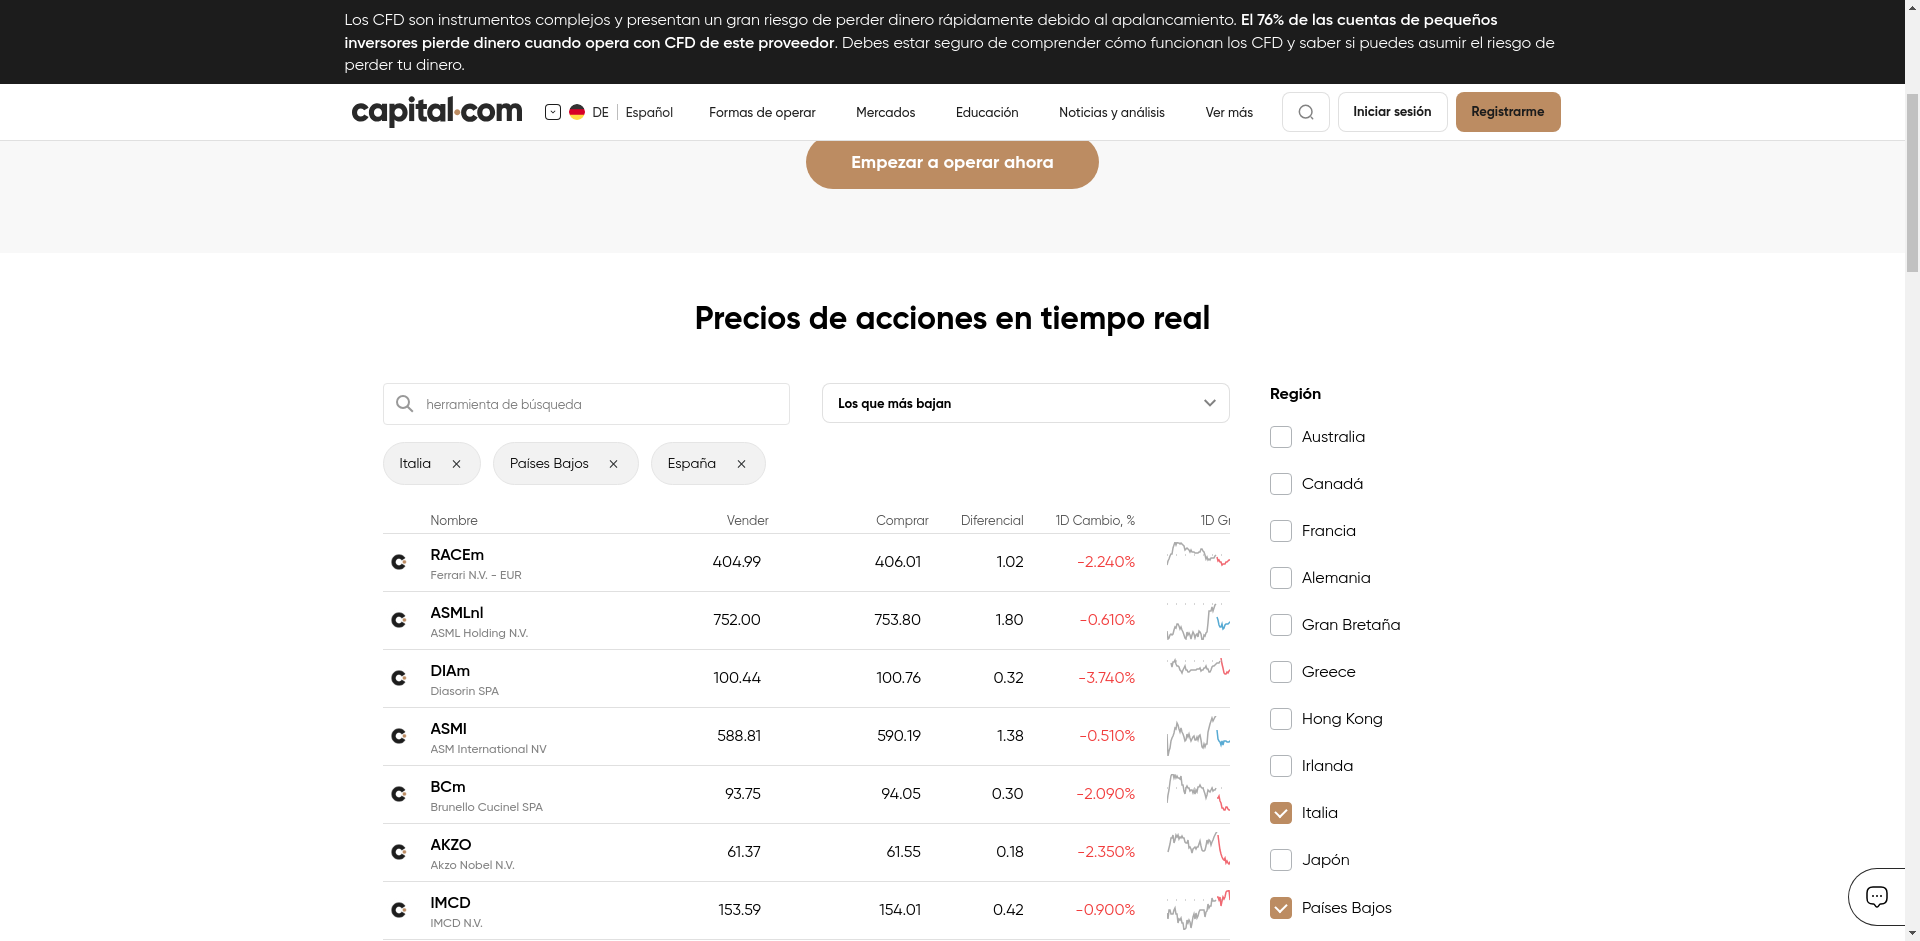 Los CFD son instrumentos complejos y presentan un gran riesgo de perder dinero rápidamente debido al apalancamiento. El 76% de las cuentas de pequeños
inversores pierde dinero cuando opera con CFD de este proveedor. Debes estar seguro de comprender cómo funcionan los CFD y saber si puedes asumir el riesgo de
perder tu dinero.
capital.com DE Español Formas de operar Mercados Educación Noticias y análisis Ver más Iniciar sesión Registrarme
Empezar a operar ahora
Precios de acciones en tiempo real
herramienta de búsqueda
Los que más bajan
Italia Países Bajos España
Nombre Vender Comprar Diferencial 1D Cambio, % 1D Gr
RACEm 404.99 406.01 1.02 -2.240%
Ferrari N.V. - EUR
ASMLnl 752.00 753.80 1.80 -0.610%
ASML Holding N.V.
DIAm 100.44 100.76 0.32 -3.740%
Diasorin SPA
ASMI 588.81 590.19 1.38 -0.510%
ASM International NV
BCm 93.75 94.05 0.30 -2.090%
Brunello Cucinel SPA
AKZO 61.37 61.55 0.18 -2.350%
Akzo Nobel N.V.
IMCD 153.59 154.01 0.42 -0.900%
IMCD N.V.
Región
Australia
Canadá
Francia
Alemania
Gran Bretaña
Greece
Hong Kong
Irlanda
Italia
Japón
Países Bajos